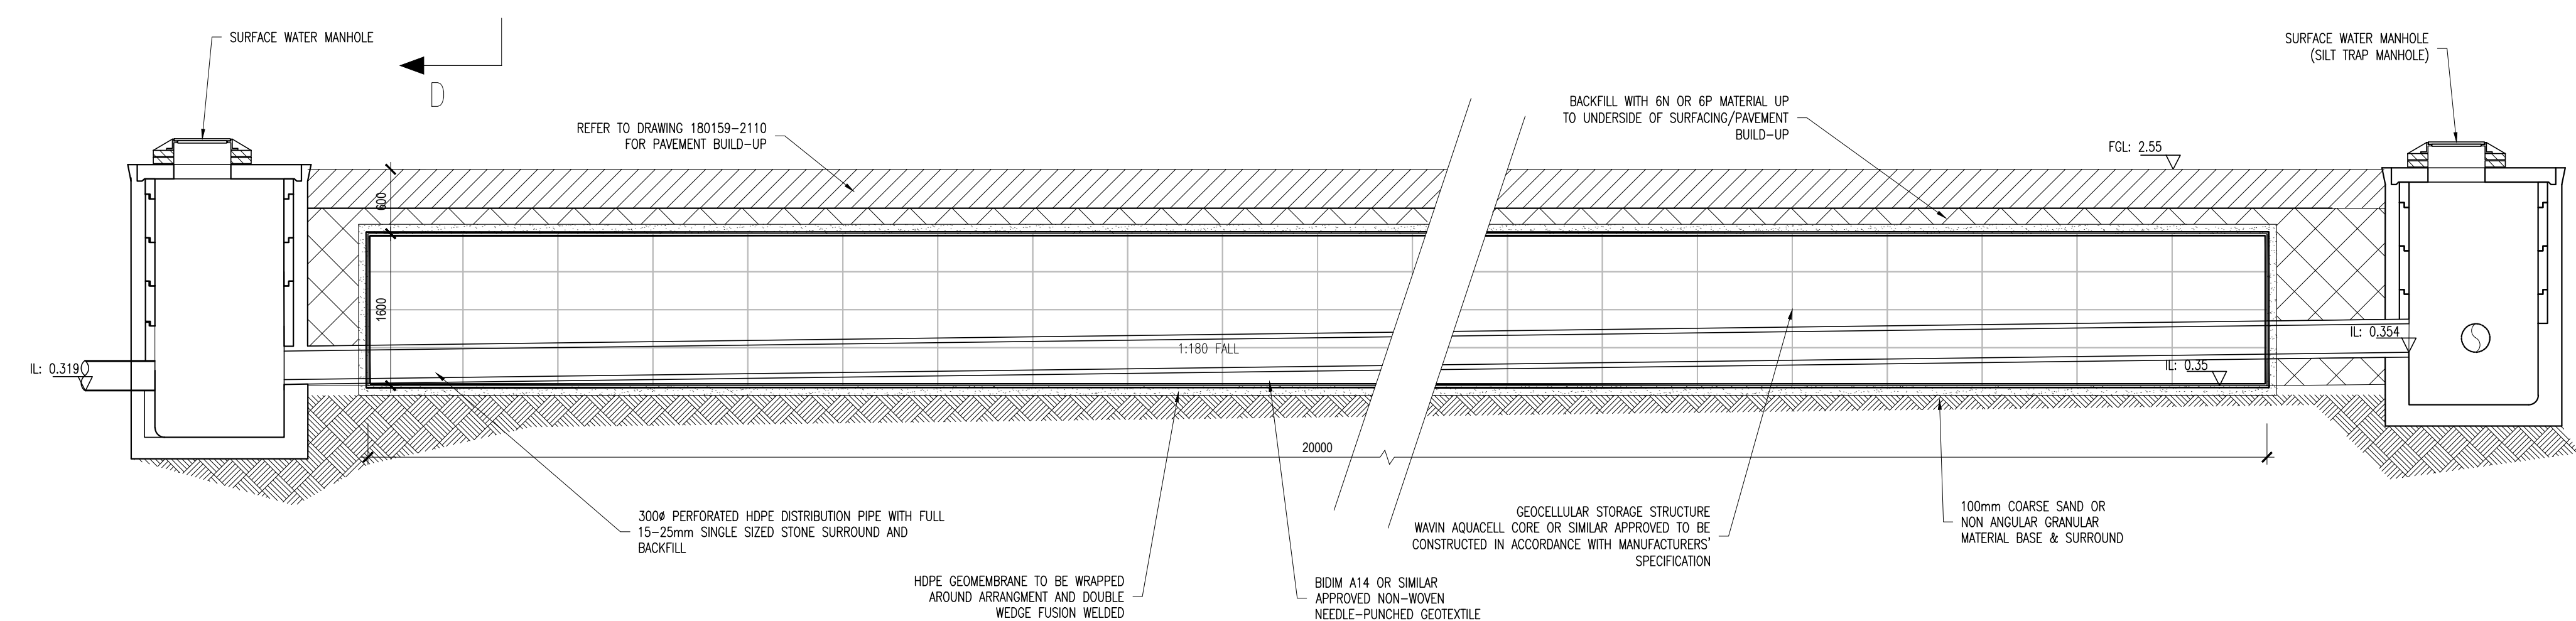 SURFACE WATER MANHOLE
D
REFER TO DRAWING 180159-2110
FOR PAVEMENT BUILD-UP
BACKFILL WITH 6N OR 6P MATERIAL UP
TO UNDERSIDE OF SURFACING/PAVEMENT
BUILD-UP
SURFACE WATER MANHOLE
(SILT TRAP MANHOLE)
FGL: 2.55
600
1600
1:180 FALL
IL: 0.319
IL: 0.354
IL: 0.35
20000
300ø PERFORATED HDPE DISTRIBUTION PIPE WITH FULL
15-25mm SINGLE SIZED STONE SURROUND AND
BACKFILL
HDPE GEOMEMBRANE TO BE WRAPPED
AROUND ARRANGMENT AND DOUBLE
WEDGE FUSION WELDED
BIDIM A14 OR SIMILAR
APPROVED NON-WOVEN
NEEDLE-PUNCHED GEOTEXTILE
GEOCELLULAR STORAGE STRUCTURE
WAVIN AQUACELL CORE OR SIMILAR APPROVED TO BE
CONSTRUCTED IN ACCORDANCE WITH MANUFACTURERS'
SPECIFICATION
100mm COARSE SAND OR
NON ANGULAR GRANULAR
MATERIAL BASE & SURROUND